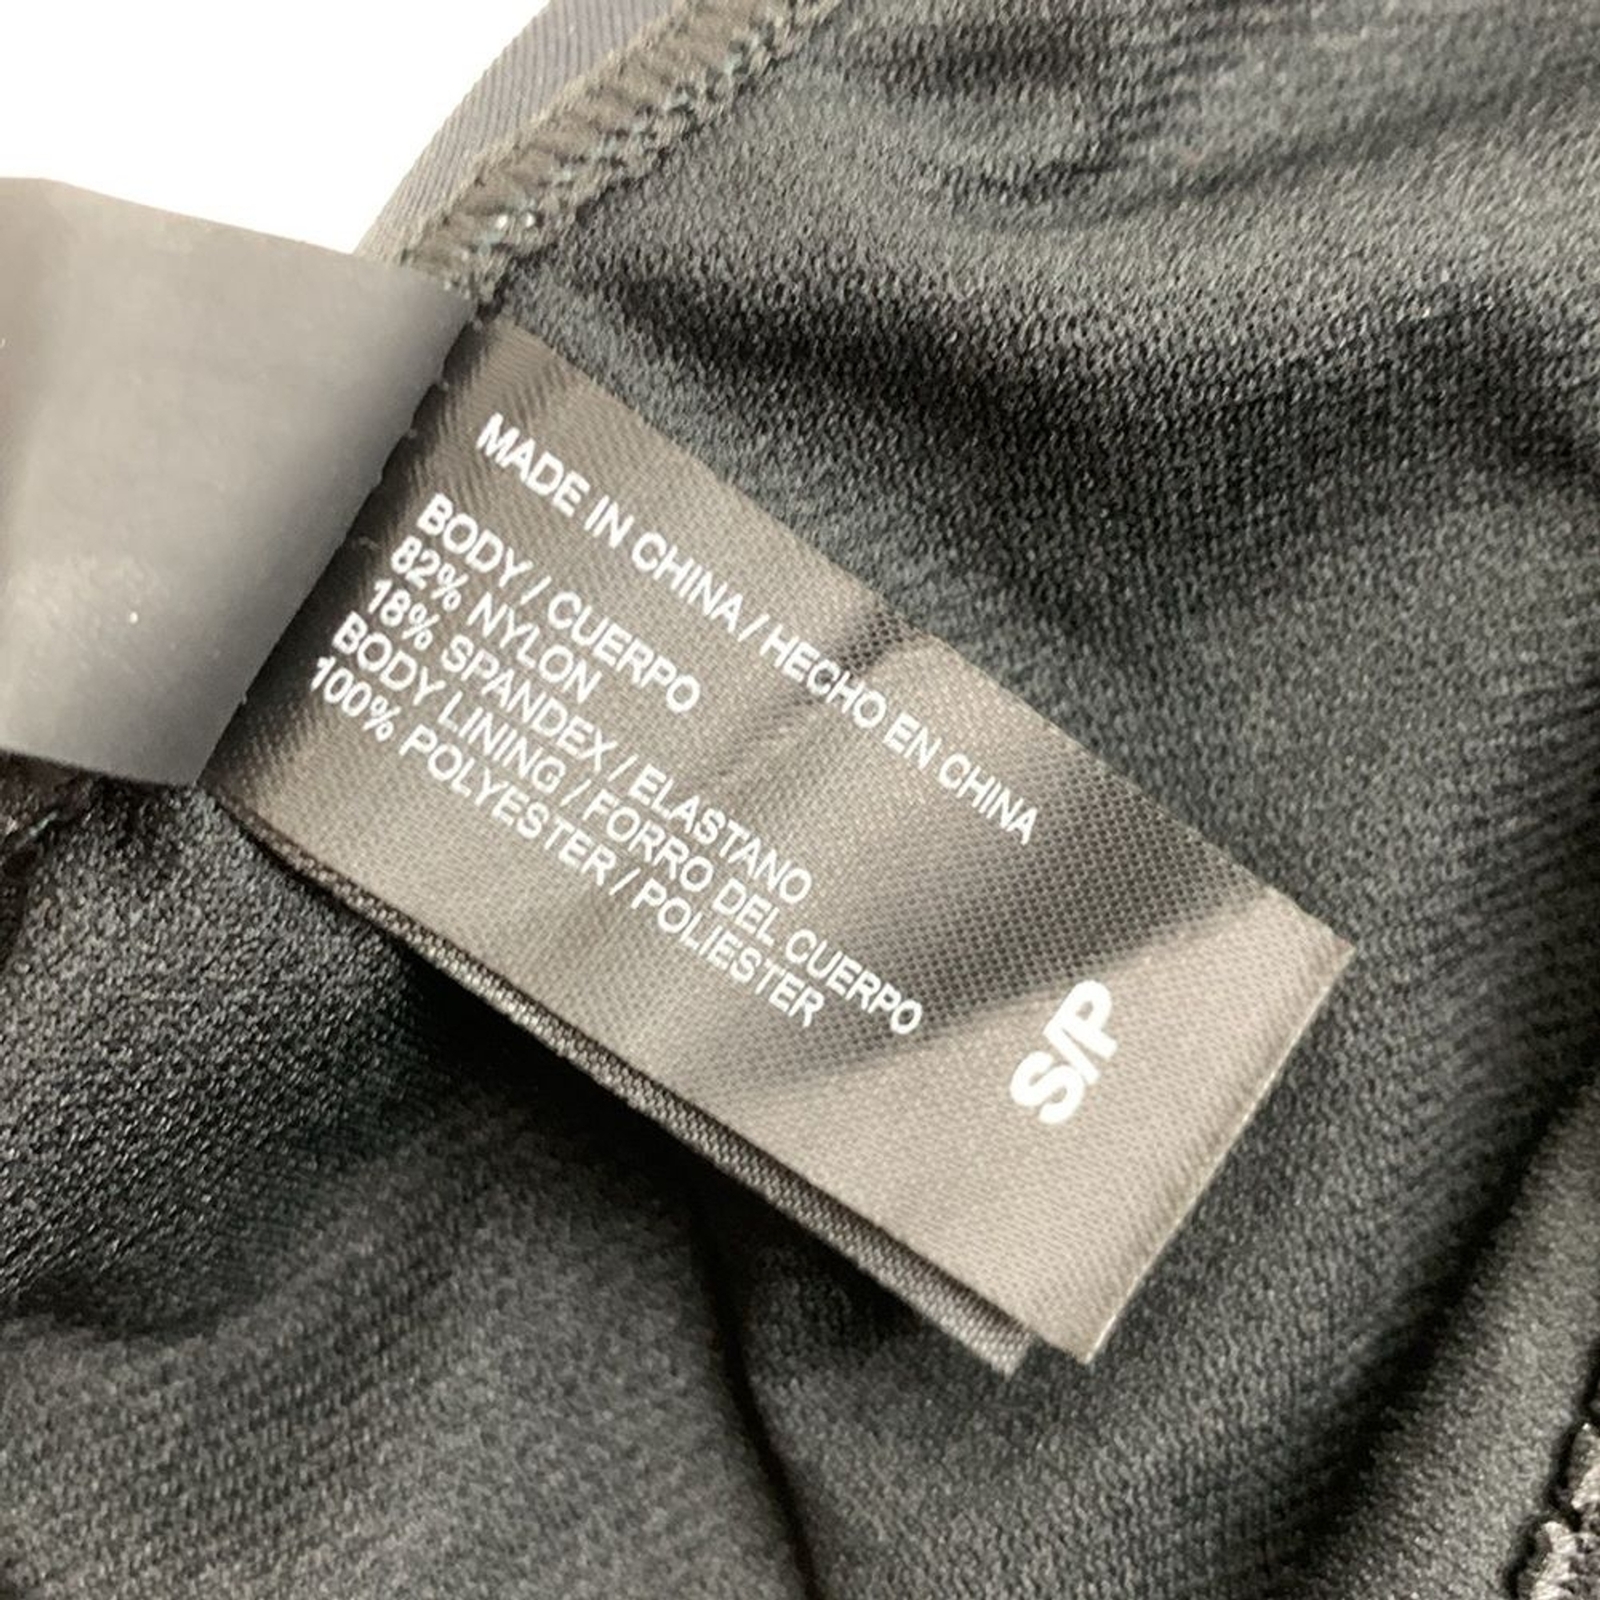 MADE IN CHINA / HECHO EN CHINA
BODY / CUERPO
82% NYLON
18% SPANDEX / ELASTANO
BODY LINING / FORRO DEL CUERPO
100% POLYESTER / POLIESTER
S/P